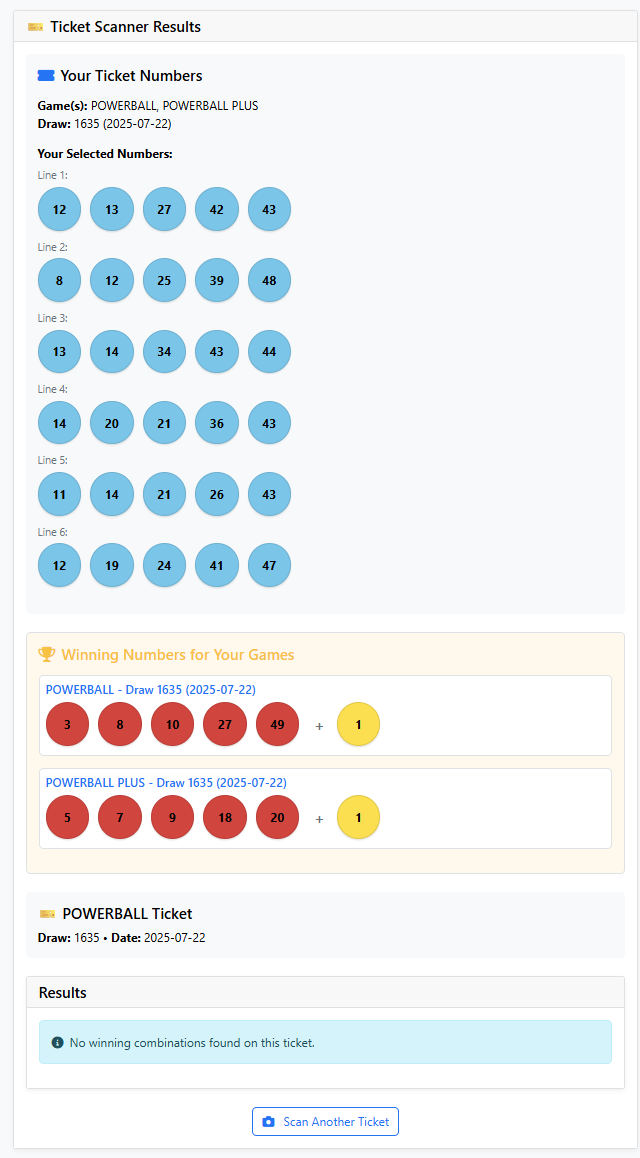 Ticket Scanner Results
Your Ticket Numbers
Game(s): POWERBALL, POWERBALL PLUS
Draw: 1635 (2025-07-22)
Your Selected Numbers:
Line 1:
12 13 27 42 43
Line 2:
8 12 25 39 48
Line 3:
13 14 34 43 44
Line 4:
14 20 21 36 43
Line 5:
11 14 21 26 43
Line 6:
12 19 24 41 47
Winning Numbers for Your Games
POWERBALL - Draw 1635 (2025-07-22)
3 8 10 27 49 + 1
POWERBALL PLUS - Draw 1635 (2025-07-22)
5 7 9 18 20 + 1
POWERBALL Ticket
Draw: 1635 • Date: 2025-07-22
Results
No winning combinations found on this ticket.
Scan Another Ticket